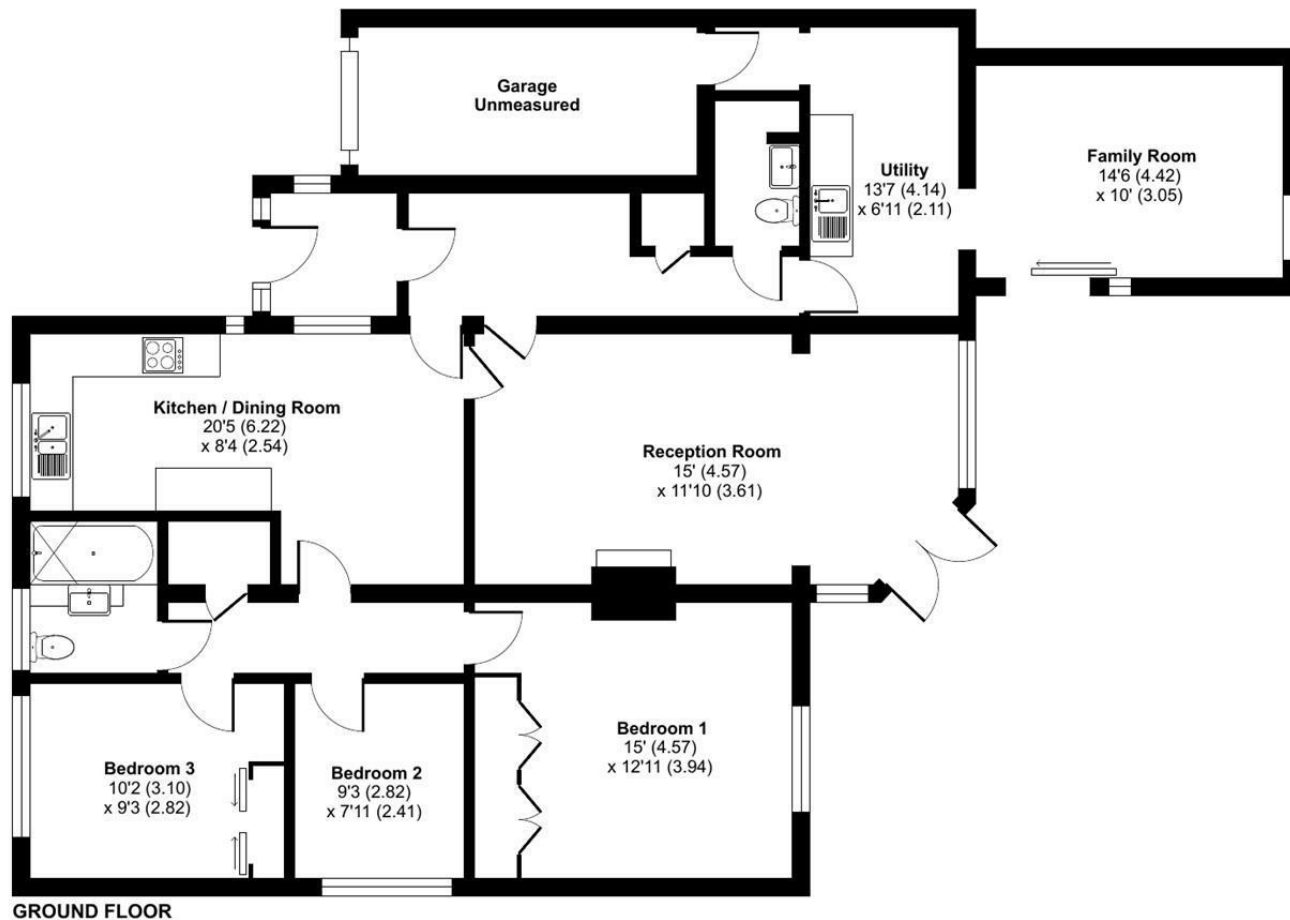 Garage
Unmeasured
Utility
13'7 (4.14)
x 6'11 (2.11)
Family Room
14'6 (4.42)
x 10' (3.05)
Kitchen / Dining Room
20'5 (6.22)
x 8'4 (2.54)
Reception Room
15' (4.57)
x 11'10 (3.61)
Bedroom 1
15' (4.57)
x 12'11 (3.94)
Bedroom 3
10'2 (3.10)
x 9'3 (2.82)
Bedroom 2
9'3 (2.82)
x 7'11 (2.41)
GROUND FLOOR